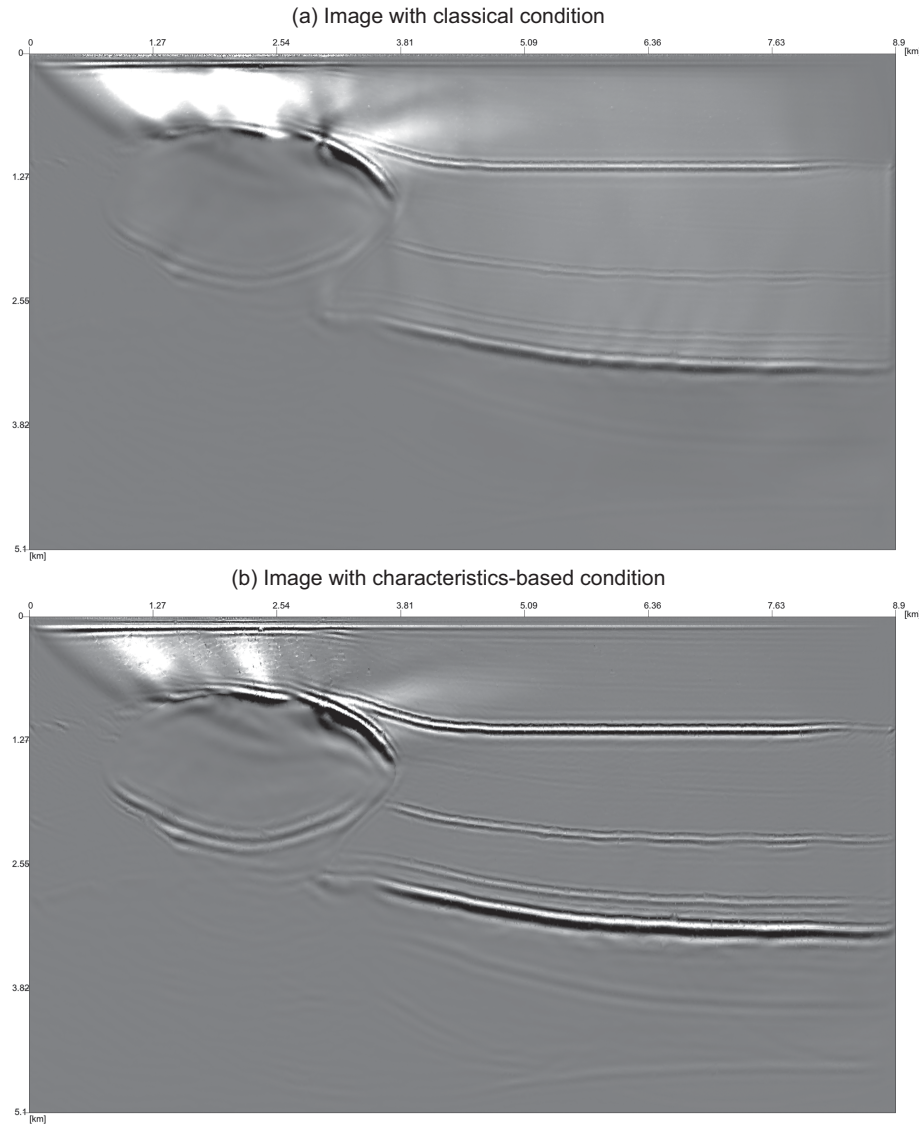 (a) Image with classical condition
0 1.27 2.54 3.81 5.09 6.36 7.63 8.9 [km
0
1.27
2.56
3.82
5.1
[km]
(b) Image with characteristics-based condition
0 1.27 2.54 3.81 5.09 6.36 7.63 8.9 [km
0
1.27
2.56
3.82
5.1
[km]